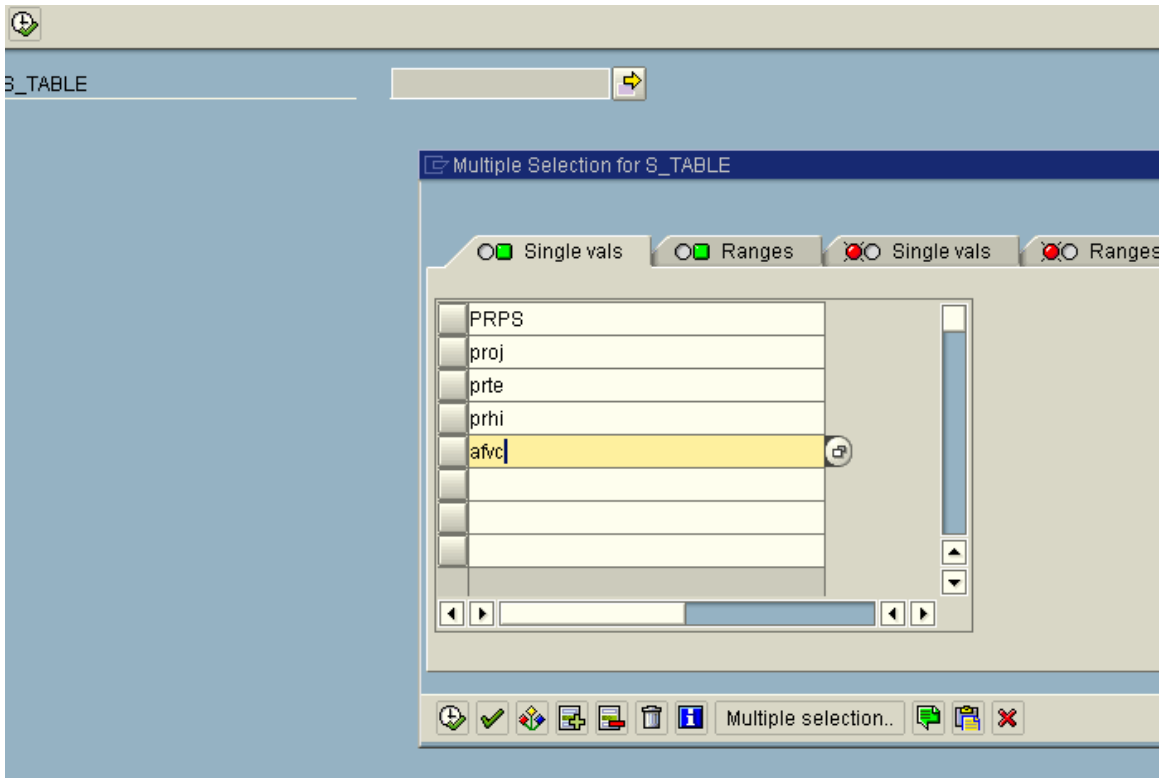 S_TABLE
Multiple Selection for S_TABLE
Single vals Ranges Single vals Ranges
PRPS
proj
prte
prhi
afvc
Multiple selection..